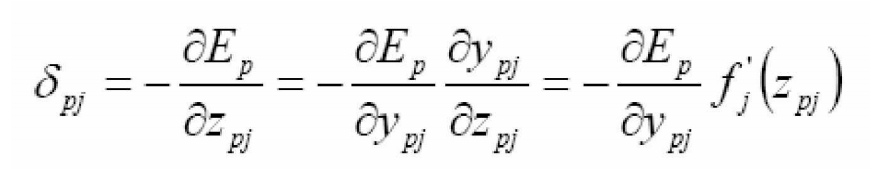 δ_pj = −∂E_p/∂z_pj = −∂E_p/∂y_pj ∂y_pj/∂z_pj = −∂E_p/∂y_pj f'_j(z_pj)